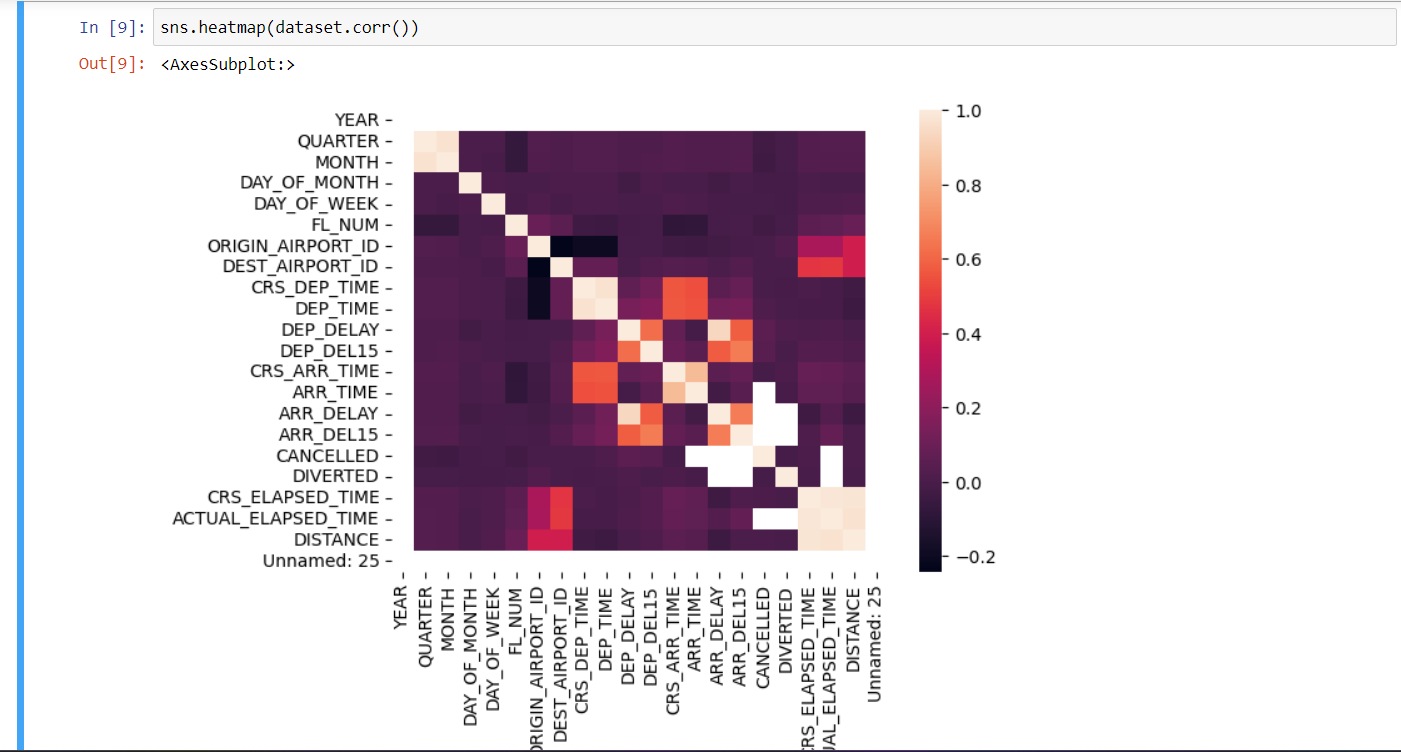 In [9]: sns.heatmap(dataset.corr())
Out[9]: <AxesSubplot:>
YEAR
QUARTER
MONTH
DAY_OF_MONTH
DAY_OF_WEEK
FL_NUM
ORIGIN_AIRPORT_ID
DEST_AIRPORT_ID
CRS_DEP_TIME
DEP_TIME
DEP_DELAY
DEP_DEL15
CRS_ARR_TIME
ARR_TIME
ARR_DELAY
ARR_DEL15
CANCELLED
DIVERTED
CRS_ELAPSED_TIME
ACTUAL_ELAPSED_TIME
DISTANCE
Unnamed: 25
YEAR
QUARTER
MONTH
DAY_OF_MONTH
DAY_OF_WEEK
FL_NUM
RIGIN_AIRPORT_ID
DEST_AIRPORT_ID
CRS_DEP_TIME
DEP_TIME
DEP_DELAY
DEP_DEL15
CRS_ARR_TIME
ARR_TIME
ARR_DELAY
ARR_DEL15
CANCELLED
DIVERTED
RS_ELAPSED_TIME
UAL_ELAPSED_TIME
DISTANCE
Unnamed: 25
1.0
0.8
0.6
0.4
0.2
0.0
−0.2